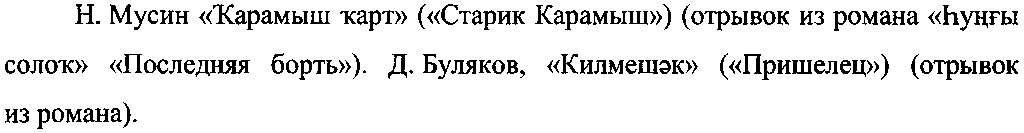 Н. Мусин «Ҡарамыш ҡарт» («Старик Карамыш») (отрывок из романа «Һуңғы
солоҡ» «Последняя борть»). Д. Буляков, «Килмешәк» («Пришелец») (отрывок
из романа).